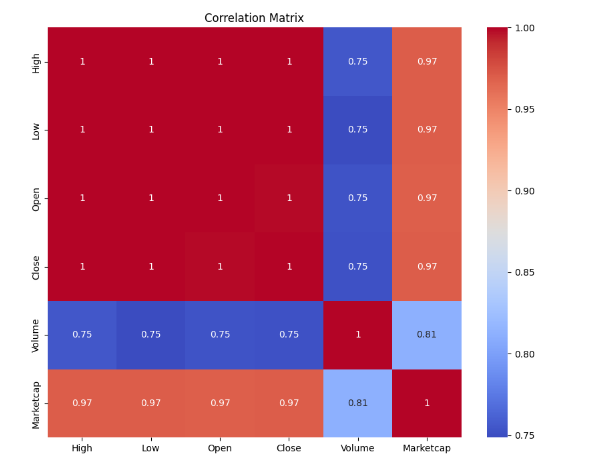 Correlation Matrix
High 1 1 1 1 0.75 0.97
Low 1 1 1 1 0.75 0.97
Open 1 1 1 1 0.75 0.97
Close 1 1 1 1 0.75 0.97
Volume 0.75 0.75 0.75 0.75 1 0.81
Marketcap 0.97 0.97 0.97 0.97 0.81 1
High Low Open Close Volume Marketcap
1.00
0.95
0.90
0.85
0.80
0.75